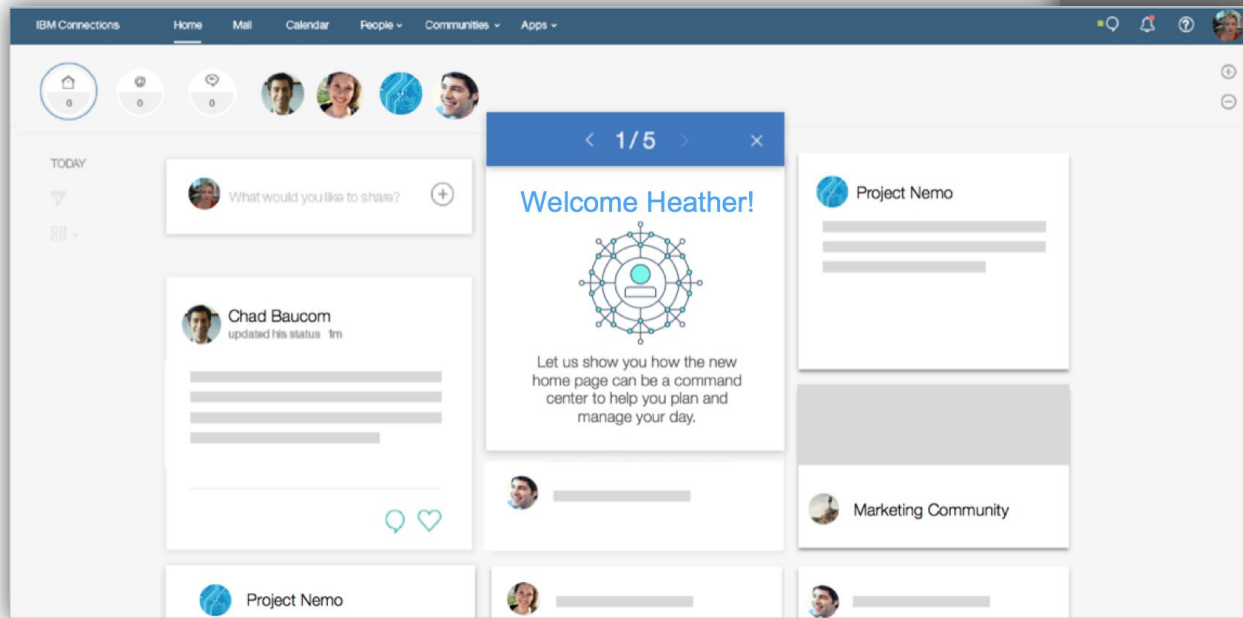 IBM Connections Home Mail Calendar People Communities Apps
0 0 0
1/5
TODAY
What would you like to share?
Welcome Heather!
Project Nemo
Chad Baucom
updated his status 1m
Let us show you how the new
home page can be a command
center to help you plan and
manage your day.
Marketing Community
Project Nemo